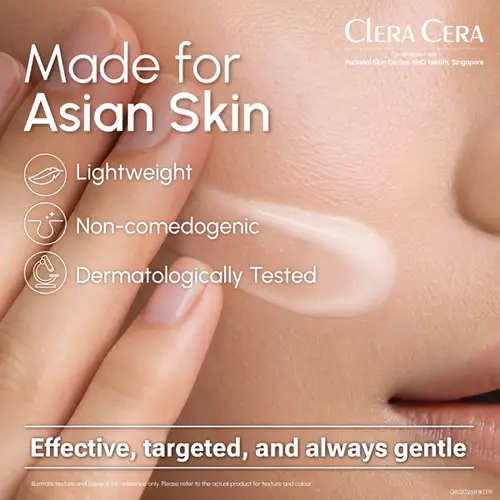 CLERA CERA
Co-developed with
National Skin Center, NHG Health, Singapore
Made for
Asian Skin
Lightweight
Non-comedogenic
Dermatologically Tested
Effective, targeted, and always gentle
Illustrate texture and colour is for reference only. Please refer to the actual product for texture and colour.